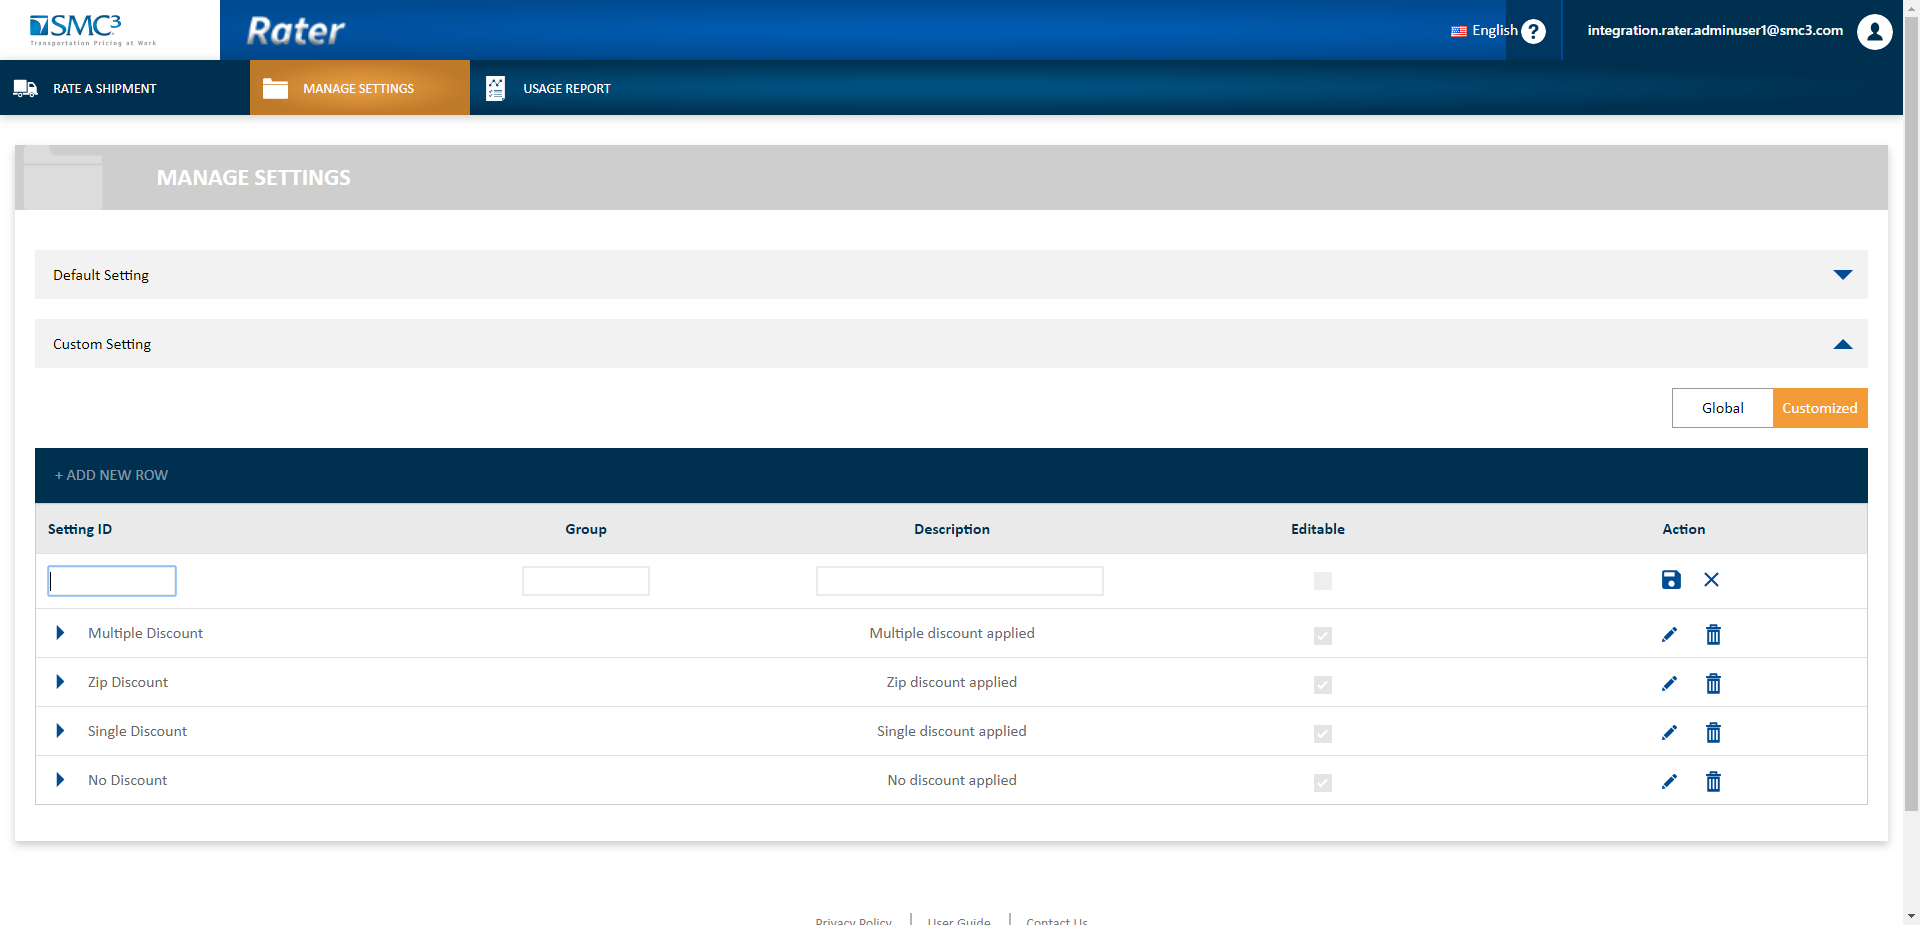 SMC³
Transportation Pricing at Work
Rater
English
?
integration.rater.adminuser1@smc3.com
RATE A SHIPMENT
MANAGE SETTINGS
USAGE REPORT
MANAGE SETTINGS
Default Setting
Custom Setting
Global
Customized
+ ADD NEW ROW
Setting ID Group Description Editable Action
Multiple Discount Multiple discount applied
Zip Discount Zip discount applied
Single Discount Single discount applied
No Discount No discount applied
Privacy Policy | User Guide | Contact Us